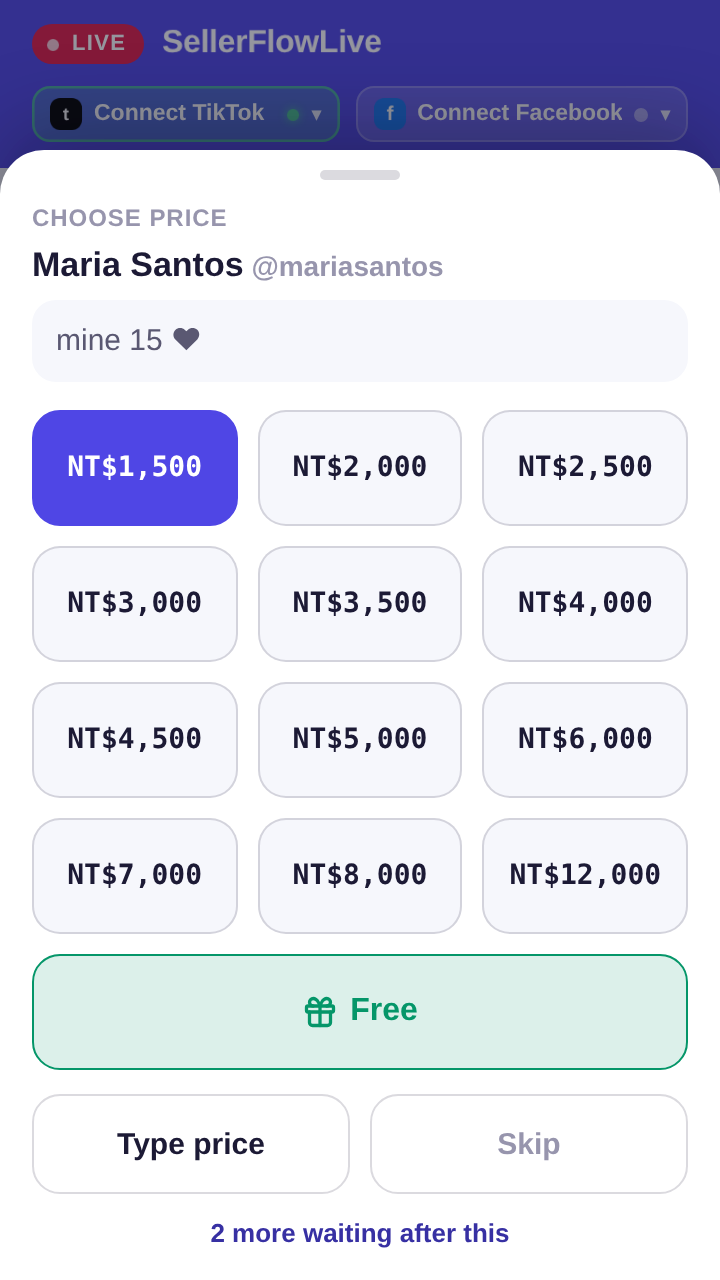 LIVE SellerFlowLive
t Connect TikTok ▾ f Connect Facebook ▾
CHOOSE PRICE
Maria Santos @mariasantos
mine 15 ♥
NT$1,500 NT$2,000 NT$2,500
NT$3,000 NT$3,500 NT$4,000
NT$4,500 NT$5,000 NT$6,000
NT$7,000 NT$8,000 NT$12,000
Free
Type price Skip
2 more waiting after this